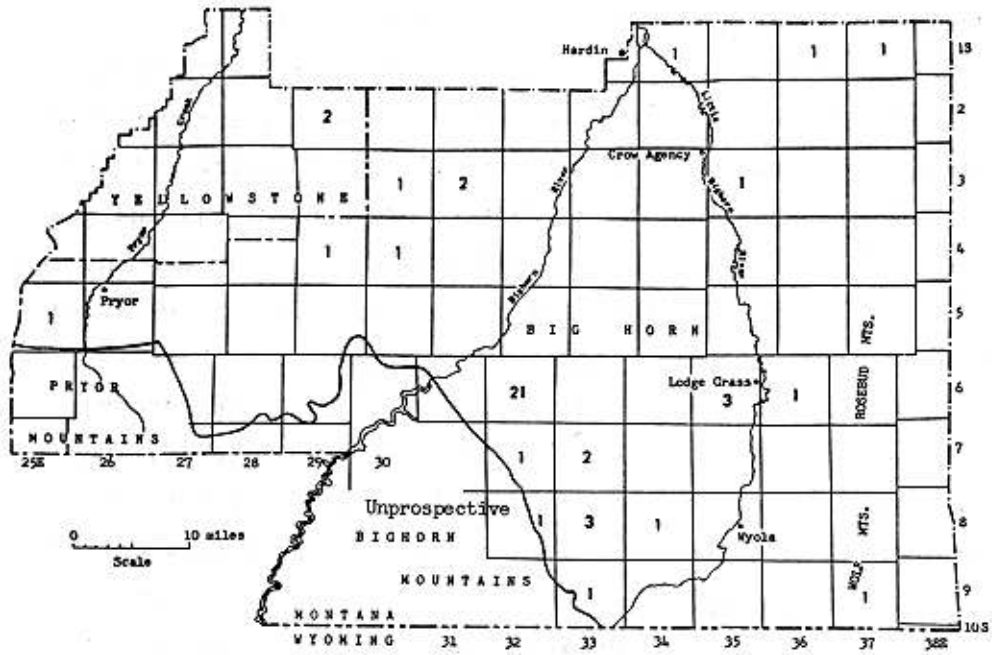 Hardin
1 1 1 1S
Little
2 2
Crow Agency
1 2 1 3
YELLOWSTONE
River
Bighorn
Pryor
1 1 4
River
Bighorn
Pryor
1 5
BIG HORN
MTS.
PRYOR
Lodge Grass
21 3 1 6
ROSEBUD
MOUNTAINS
1 2 7
25E 26 27 28 29 30
Unprospective
1 3 1 8
MTS.
0 10 miles
BIGHORN
Wyola
Scale
MOUNTAINS
WOLF
1 1 9
MONTANA
10S
WYOMING
31 32 33 34 35 36 37 38E